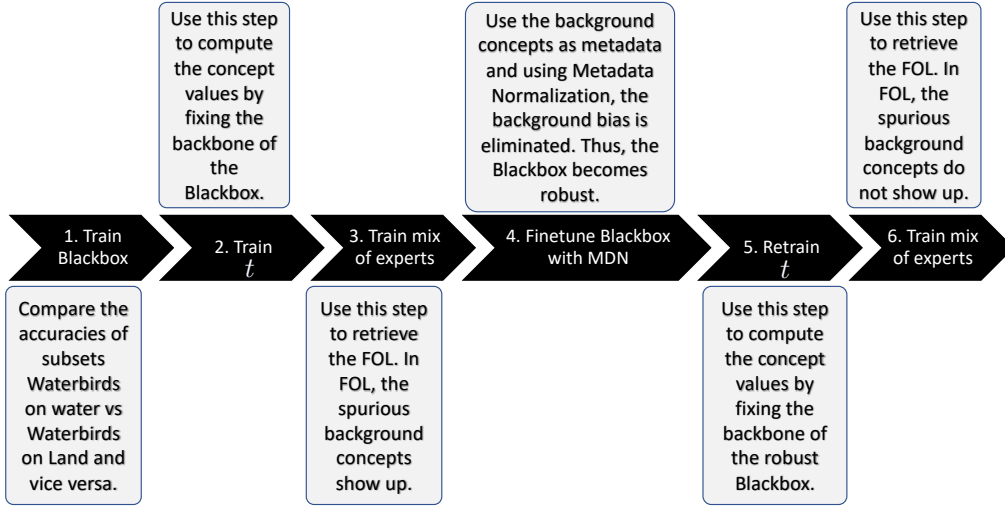 Use this step
to compute
the concept
values by
fixing the
backbone of
the
Blackbox.
Use the background
concepts as metadata
and using Metadata
Normalization, the
background bias is
eliminated. Thus, the
Blackbox becomes
robust.
Use this step
to retrieve
the FOL. In
FOL, the
spurious
background
concepts do
not show up.
1. Train
Blackbox
2. Train
t
3. Train mix
of experts
4. Finetune Blackbox
with MDN
5. Retrain
t
6. Train mix
of experts
Compare the
accuracies of
subsets
Waterbirds
on water vs
Waterbirds
on Land and
vice versa.
Use this step
to retrieve
the FOL. In
FOL, the
spurious
background
concepts
show up.
Use this step
to compute
the concept
values by
fixing the
backbone of
the robust
Blackbox.